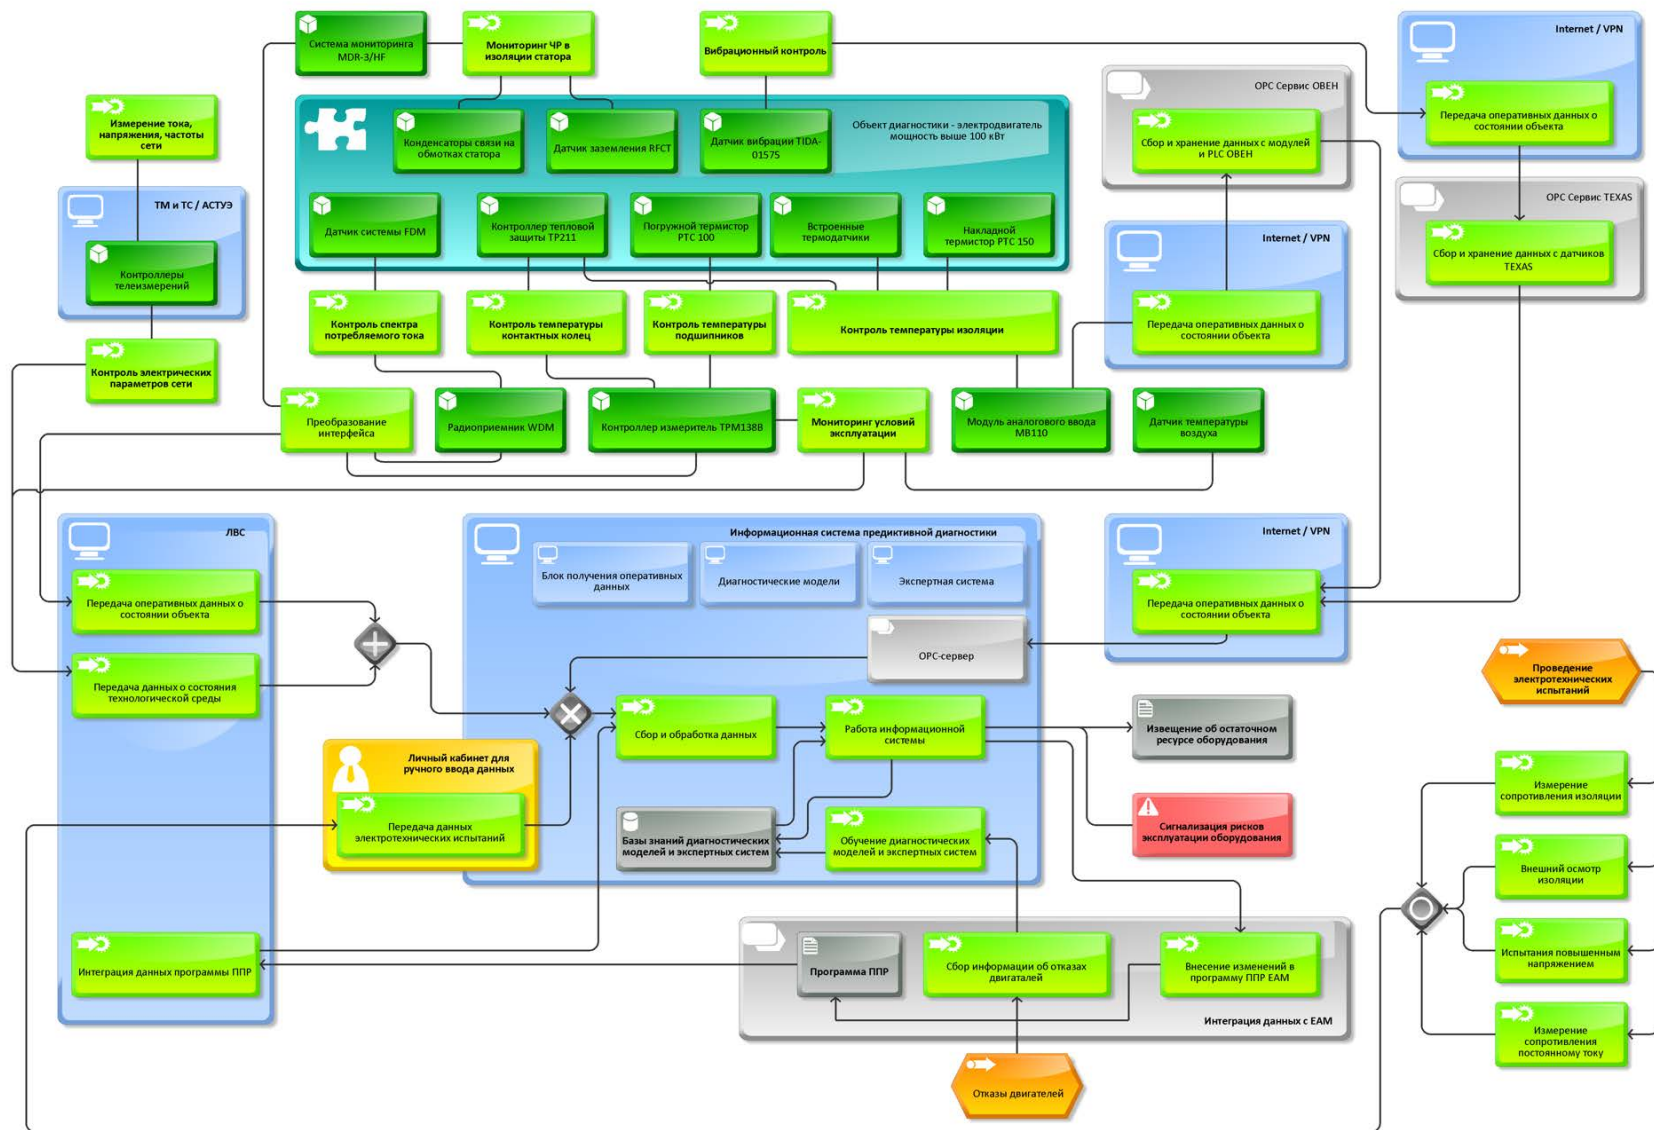 Система мониторинга
MDR-3/HF
Мониторинг ЧР в
изоляции статора
Вибрационный контроль
Internet / VPN
Передача оперативных данных о
состоянии объекта
OPC Сервис ОВЕН
Сбор и хранение данных с модулей
и PLC ОВЕН
Измерение тока,
напряжения, частоты
сети
Объект диагностики - электродвигатель
мощность выше 100 кВт
Конденсаторы связи на
обмотках статора
Датчик заземления RFCT
Датчик вибрации TIDA-
01575
ТМ и ТС / АСТУЭ
Контроллеры
телеизмерений
Датчик системы FDM
Контроллер тепловой
защиты TP211
Погружной термистор
PTC 100
Встроенные
термодатчики
Накладной
термистор PTC 150
OPC Сервис TEXAS
Сбор и хранение данных с датчиков
TEXAS
Internet / VPN
Передача оперативных данных о
состоянии объекта
Контроль спектра
потребляемого тока
Контроль температуры
контактных колец
Контроль температуры
подшипников
Контроль температуры изоляции
Контроль электрических
параметров сети
Преобразование
интерфейса
Радиоприемник WDM
Контроллер измеритель ТРМ138В
Мониторинг условий
эксплуатации
Модуль аналогового ввода
МВ110
Датчик температуры
воздуха
ЛВС
Передача оперативных данных о
состоянии объекта
Передача данных о состояния
технологической среды
Информационная система предиктивной диагностики
Блок получения оперативных
данных
Диагностические модели
Экспертная система
OPC-сервер
Internet / VPN
Передача оперативных данных о
состоянии объекта
Проведение
электротехнических
испытаний
Сбор и обработка данных
Работа информационной
системы
Извещение об остаточном
ресурсе оборудования
Личный кабинет для
ручного ввода данных
Передача данных
электротехнических испытаний
Базы знаний диагностических
моделей и экспертных систем
Обучение диагностических
моделей и экспертных систем
Сигнализация рисков
эксплуатации оборудования
Измерение
сопротивления изоляции
Внешний осмотр
изоляции
Испытания повышенным
напряжением
Измерение
сопротивления
постоянному току
Интеграция данных программы ППР
Программа ППР
Сбор информации об отказах
двигаталей
Внесение изменений в
программу ППР ЕАМ
Интеграция данных с ЕАМ
Отказы двигателей